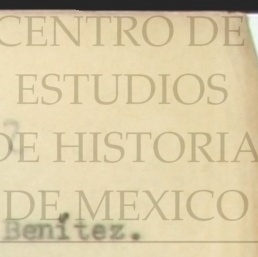 CENTRO DE
ESTUDIOS
DE HISTORIA
DE MEXICO
Benítez.